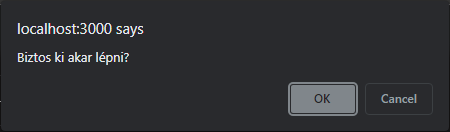 localhost:3000 says
Biztos ki akar lépni?
OK
Cancel